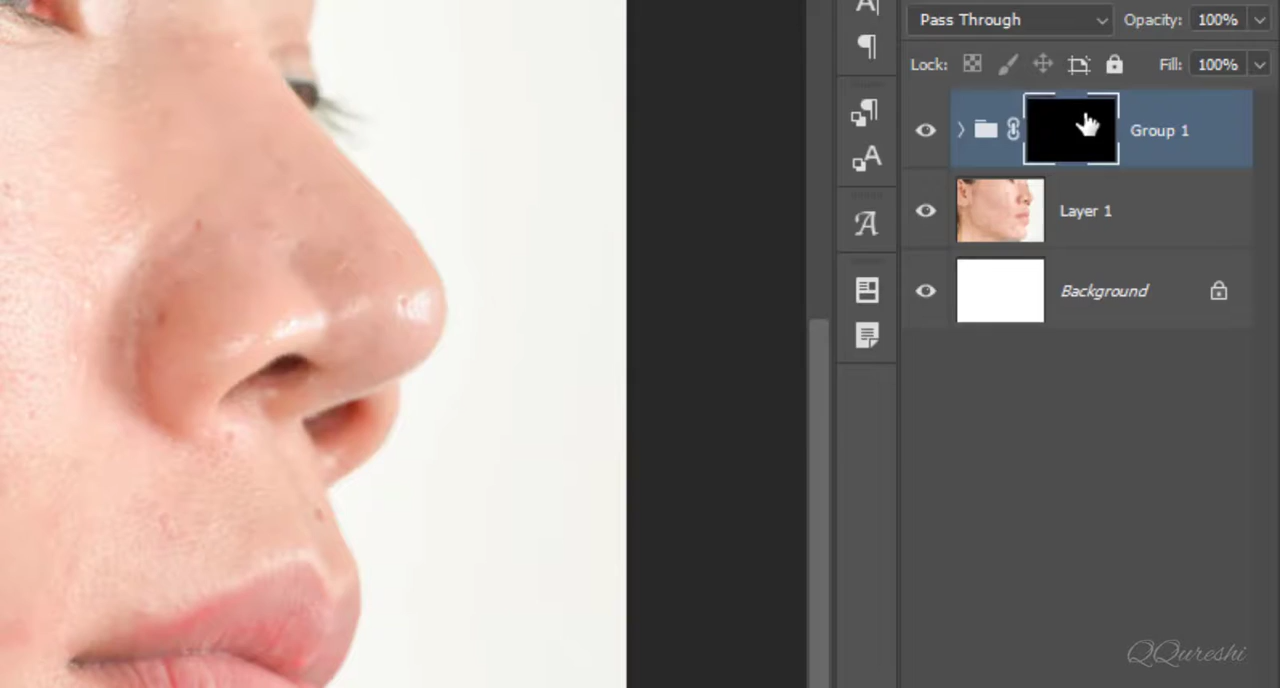 Pass Through Opacity: 100%
Lock: Fill: 100%
Group 1
Layer 1
Background
QQureshi